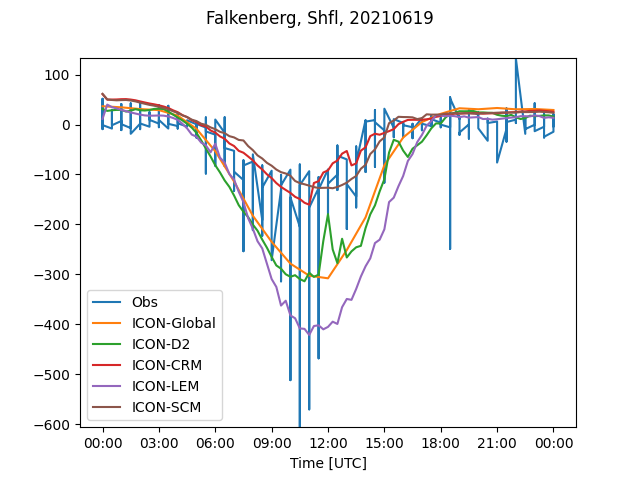 Falkenberg, Shfl, 20210619
100
0
−100
−200
−300
−400
−500
−600
Obs
ICON-Global
ICON-D2
ICON-CRM
ICON-LEM
ICON-SCM
00:00 03:00 06:00 09:00 12:00 15:00 18:00 21:00 00:00
Time [UTC]